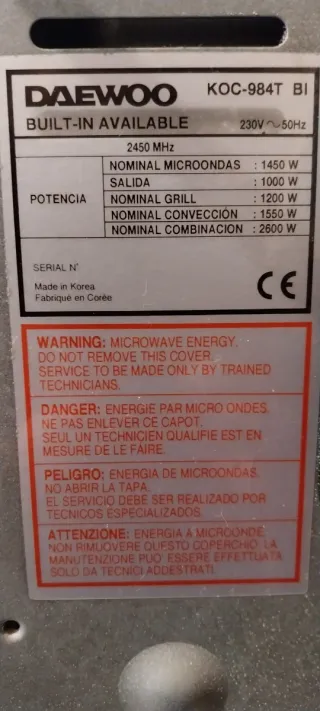 DAEWOO KOC-984T BI
BUILT-IN AVAILABLE 230V ~ 50Hz
2450 MHz
POTENCIA
NOMINAL MICROONDAS : 1450 W
SALIDA : 1000 W
NOMINAL GRILL : 1200 W
NOMINAL CONVECCIÓN : 1550 W
NOMINAL COMBINACION : 2600 W
SERIAL N°
Made in Korea
Fabriqué en Corée
CE
WARNING: MICROWAVE ENERGY.
DO NOT REMOVE THIS COVER.
SERVICE TO BE MADE ONLY BY TRAINED
TECHNICIANS.
DANGER: ENERGIE PAR MICRO ONDES.
NE PAS ENLEVER CE CAPOT.
SEUL UN TECHNICIEN QUALIFIE EST EN
MESURE DE LE FAIRE.
PELIGRO: ENERGIA DE MICROONDAS.
NO ABRIR LA TAPA.
EL SERVICIO DEBE SER REALIZADO POR
TECNICOS ESPECIALIZADOS.
ATTENZIONE: ENERGIA A MICROONDE.
NON RIMUOVERE QUESTO COPERCHIO, LA
MANUTENZIONE PUO' ESSERE EFFETTUATA
SOLO DA TECNICI ADDESTRATI.